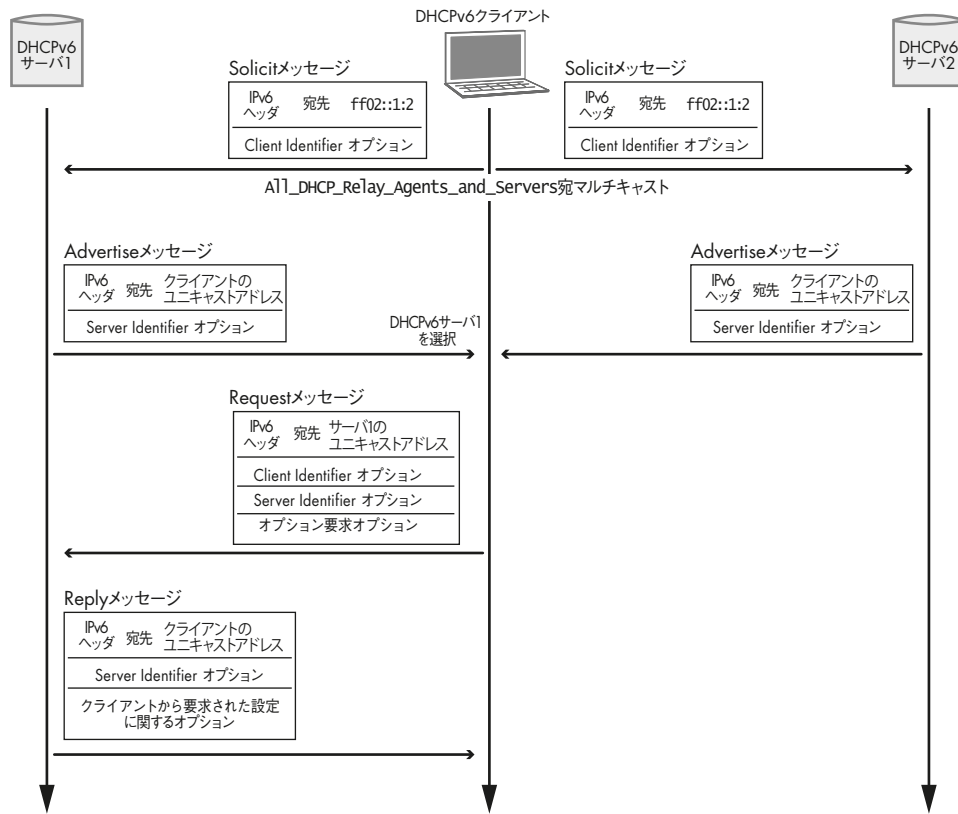 DHCPv6クライアント
DHCPv6
サーバ1
DHCPv6
サーバ2
Solicitメッセージ
IPv6
ヘッダ
宛先
ff02::1:2
Client Identifier オプション
Solicitメッセージ
IPv6
ヘッダ
宛先
ff02::1:2
Client Identifier オプション
All_DHCP_Relay_Agents_and_Servers宛マルチキャスト
Advertiseメッセージ
IPv6
ヘッダ
宛先
クライアントの
ユニキャストアドレス
Server Identifier オプション
DHCPv6サーバ1
を選択
Advertiseメッセージ
IPv6
ヘッダ
宛先
クライアントの
ユニキャストアドレス
Server Identifier オプション
Requestメッセージ
IPv6
ヘッダ
宛先
サーバ1の
ユニキャストアドレス
Client Identifier オプション
Server Identifier オプション
オプション要求オプション
Replyメッセージ
IPv6
ヘッダ
宛先
クライアントの
ユニキャストアドレス
Server Identifier オプション
クライアントから要求された設定
に関するオプション